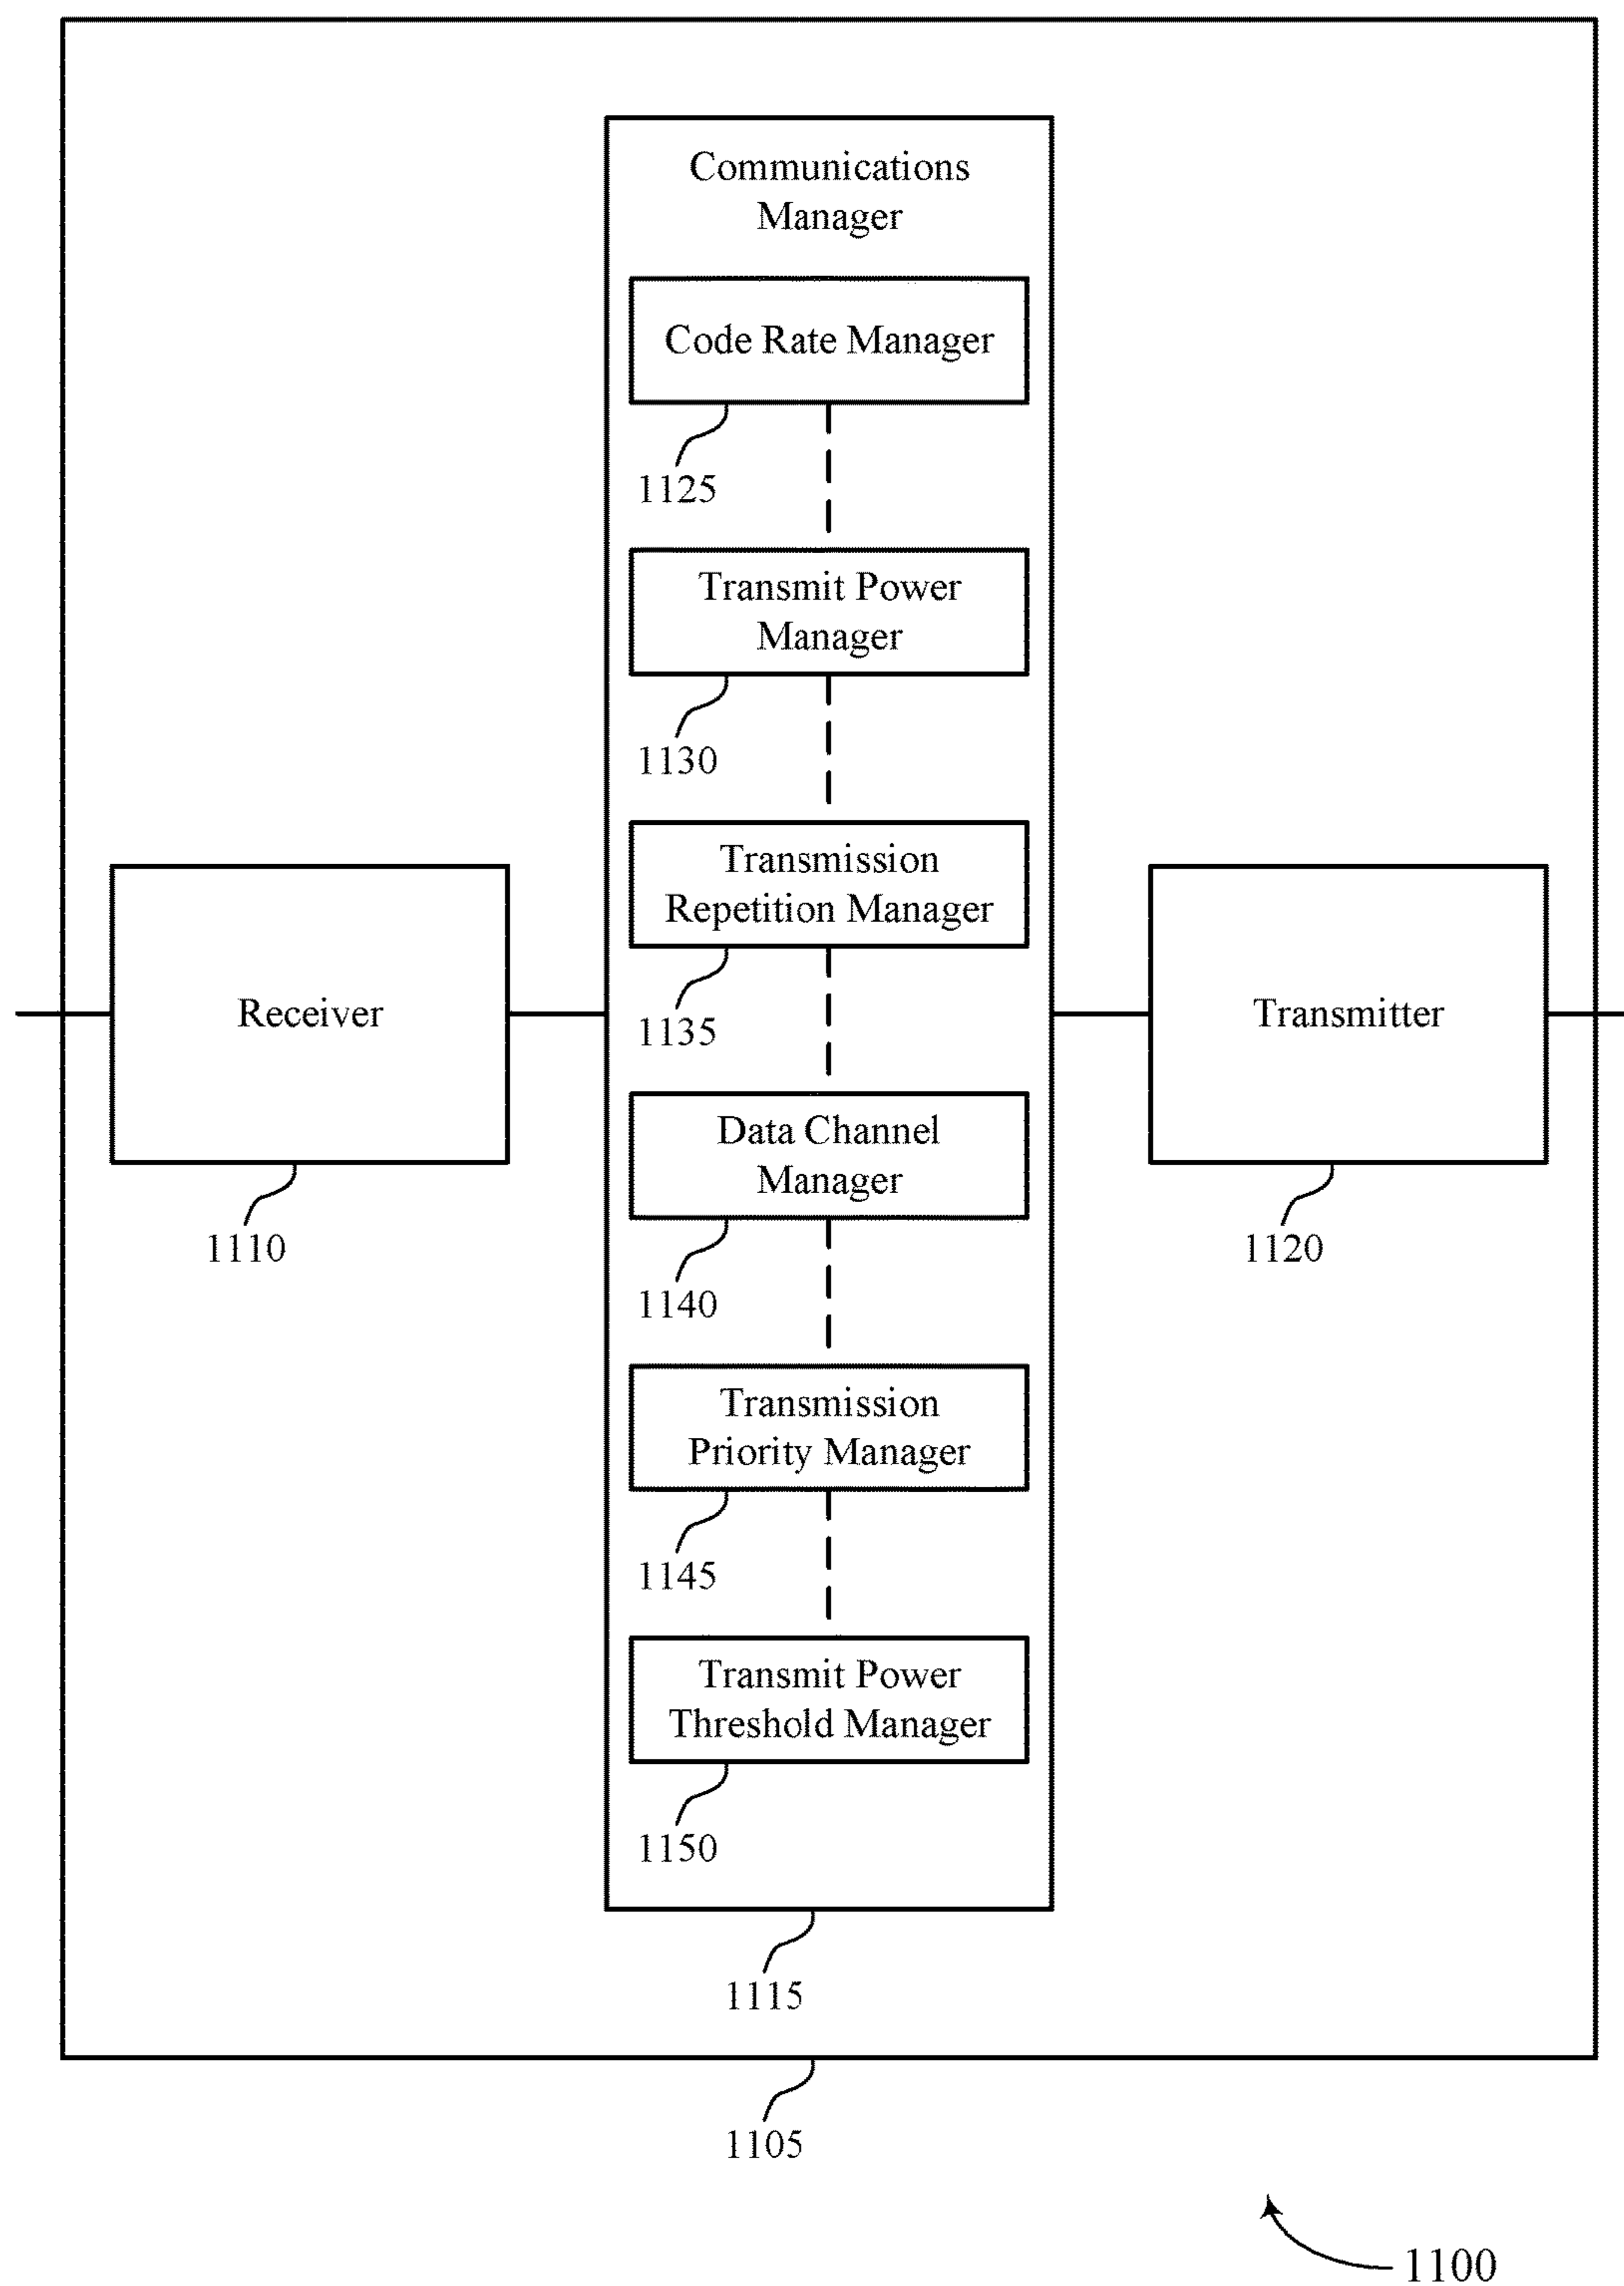 Communications
Manager
Code Rate Manager
1125
Transmit Power
Manager
1130
Transmission
Repetition Manager
1135
Receiver
1110
Transmitter
1120
Data Channel
Manager
1140
Transmission
Priority Manager
1145
Transmit Power
Threshold Manager
1150
1115
1105
1100